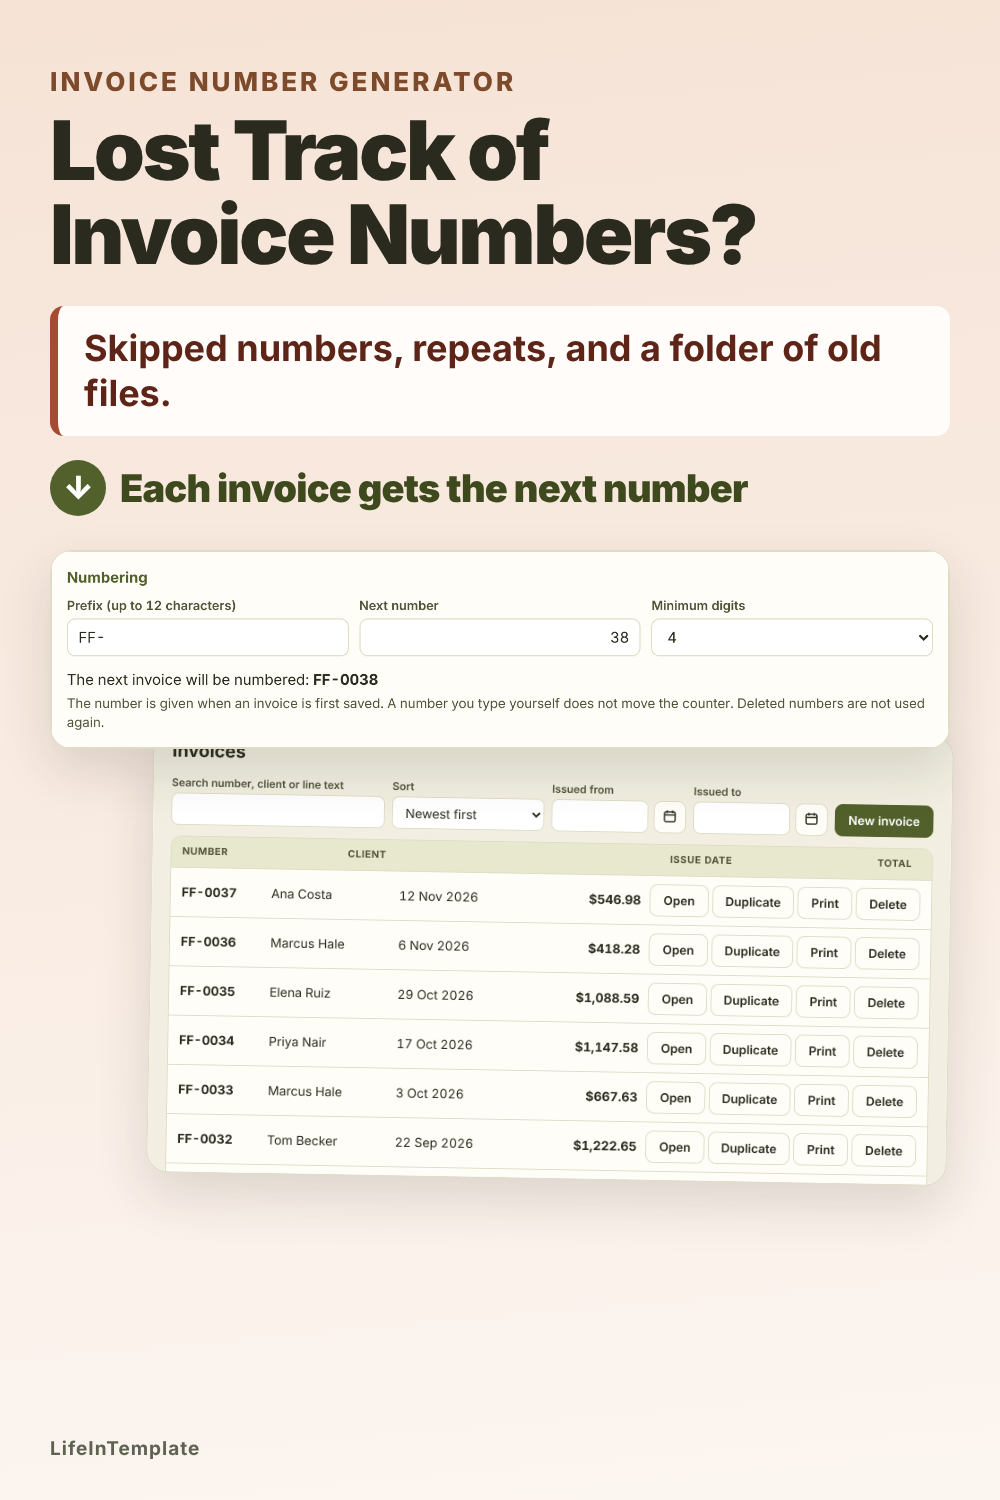 INVOICE NUMBER GENERATOR
Lost Track of
Invoice Numbers?
Skipped numbers, repeats, and a folder of old
files.
Each invoice gets the next number
Numbering
Prefix (up to 12 characters) Next number Minimum digits
FF- 38 4
The next invoice will be numbered: FF-0038
The number is given when an invoice is first saved. A number you type yourself does not move the counter. Deleted numbers are not used
again.
Invoices
Search number, client or line text Sort Issued from Issued to
Newest first New invoice
NUMBER CLIENT ISSUE DATE TOTAL
FF-0037 Ana Costa 12 Nov 2026 $546.98 Open Duplicate Print Delete
FF-0036 Marcus Hale 6 Nov 2026 $418.28 Open Duplicate Print Delete
FF-0035 Elena Ruiz 29 Oct 2026 $1,088.59 Open Duplicate Print Delete
FF-0034 Priya Nair 17 Oct 2026 $1,147.58 Open Duplicate Print Delete
FF-0033 Marcus Hale 3 Oct 2026 $667.63 Open Duplicate Print Delete
FF-0032 Tom Becker 22 Sep 2026 $1,222.65 Open Duplicate Print Delete
LifeInTemplate